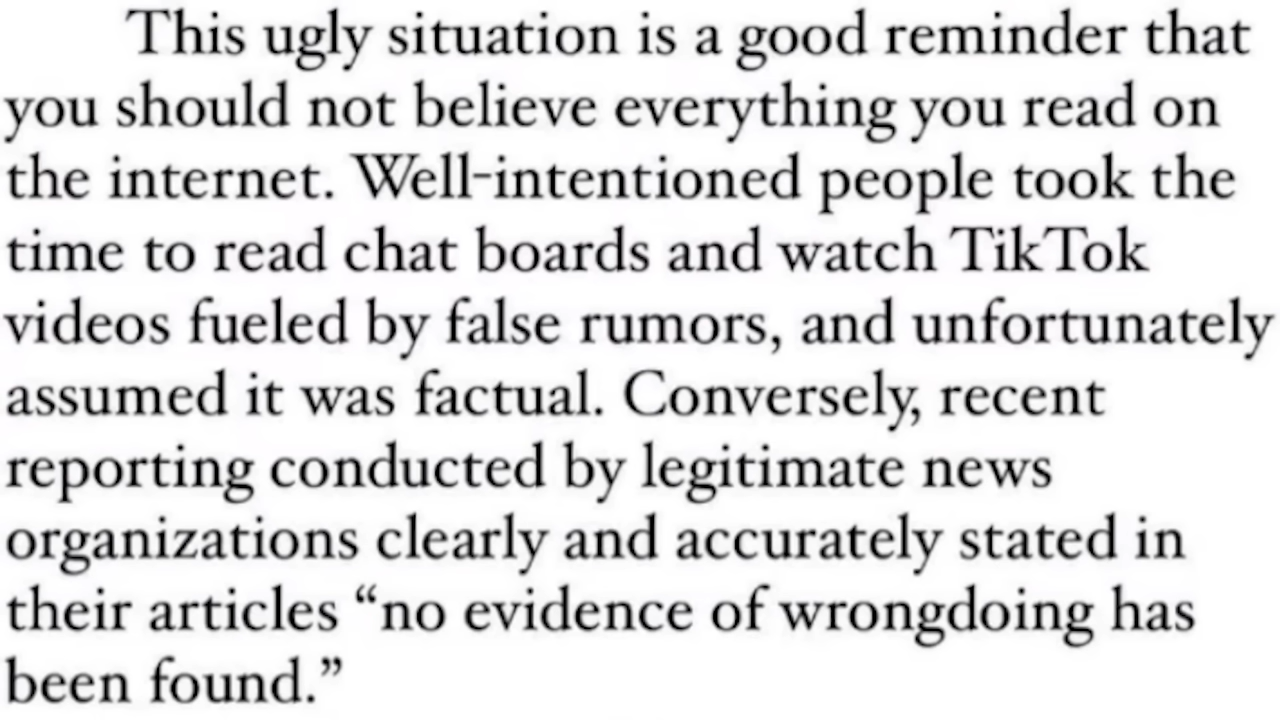 This ugly situation is a good reminder that
you should not believe everything you read on
the internet. Well-intentioned people took the
time to read chat boards and watch TikTok
videos fueled by false rumors, and unfortunately
assumed it was factual. Conversely, recent
reporting conducted by legitimate news
organizations clearly and accurately stated in
their articles “no evidence of wrongdoing has
been found.”